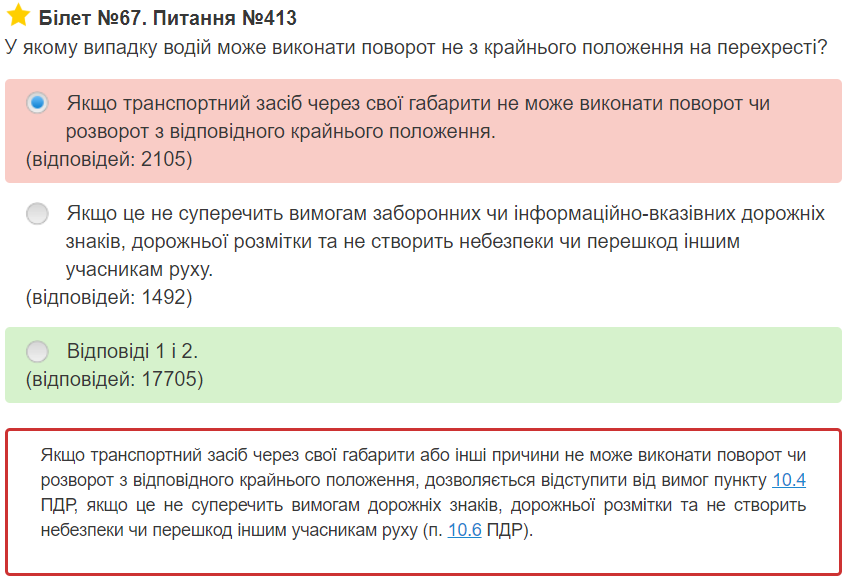 Білет №67. Питання №413
У якому випадку водій може виконати поворот не з крайнього положення на перехресті?
Якщо транспортний засіб через свої габарити не може виконати поворот чи
розворот з відповідного крайнього положення.
(відповідей: 2105)
Якщо це не суперечить вимогам заборонних чи інформаційно-вказівних дорожніх
знаків, дорожньої розмітки та не створить небезпеки чи перешкод іншим
учасникам руху.
(відповідей: 1492)
Відповіді 1 і 2.
(відповідей: 17705)
Якщо транспортний засіб через свої габарити або інші причини не може виконати поворот чи
розворот з відповідного крайнього положення, дозволяється відступити від вимог пункту 10.4
ПДР, якщо це не суперечить вимогам дорожніх знаків, дорожньої розмітки та не створить
небезпеки чи перешкод іншим учасникам руху (п. 10.6 ПДР).